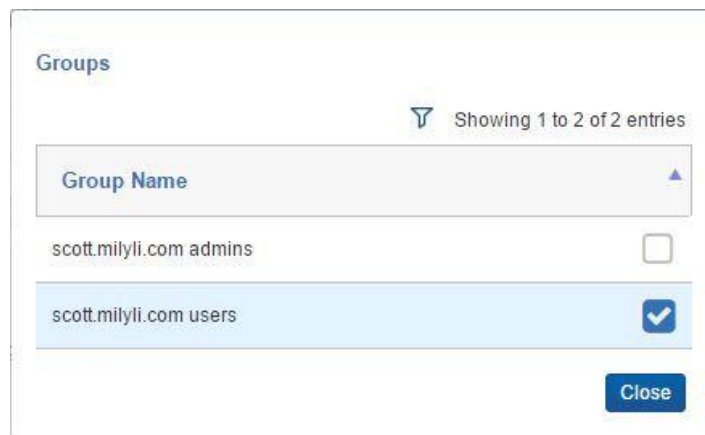 Groups
Showing 1 to 2 of 2 entries
Group Name
scott.milyli.com admins
scott.milyli.com users
Close